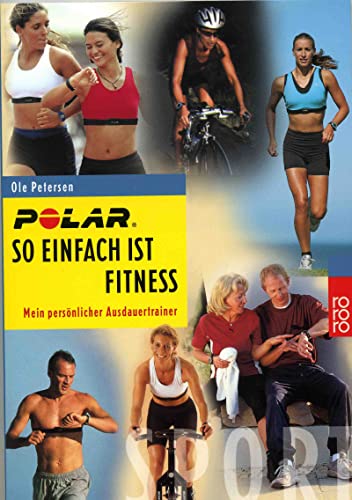 Ole Petersen
POLAR®
SO EINFACH IST
FITNESS
Mein persönlicher Ausdauertrainer
rororo
SPORT